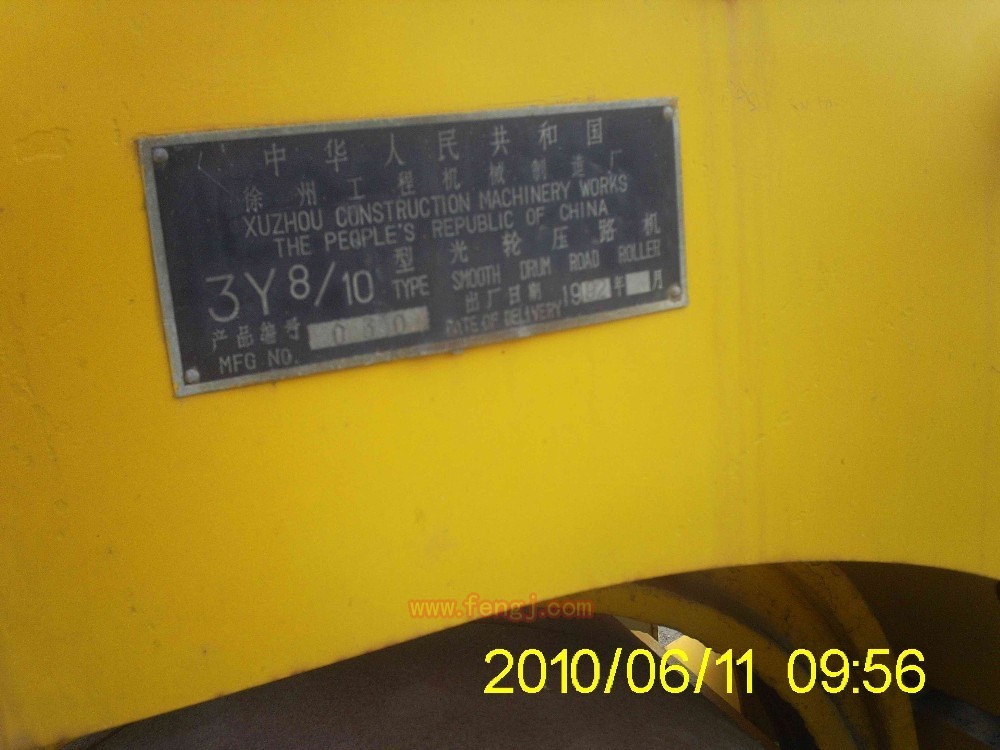 中华人民共和国
徐州工程机械制造厂
XUZHOU CONSTRUCTION MACHINERY WORKS
THE PEOPLE'S REPUBLIC OF CHINA
3Y 8/10 型 光轮压路机
TYPE SMOOTH DRUM ROAD ROLLER
产品编号
MFG NO.
出厂日期 19 年 月
DATE OF DELIVERY
www.fengj.com
2010/06/11 09:56